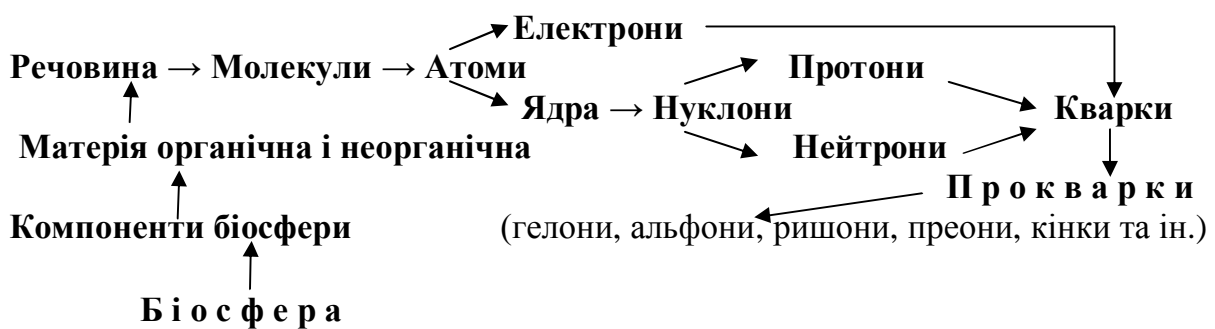 Електрони
Речовина → Молекули → Атоми
Протони
Ядра → Нуклони
Кварки
Матерія органічна і неорганічна
Нейтрони
П р о к в а р к и
Компоненти біосфери
(гелони, альфони, ришони, преони, кінки та ін.)
Б і о с ф е р а